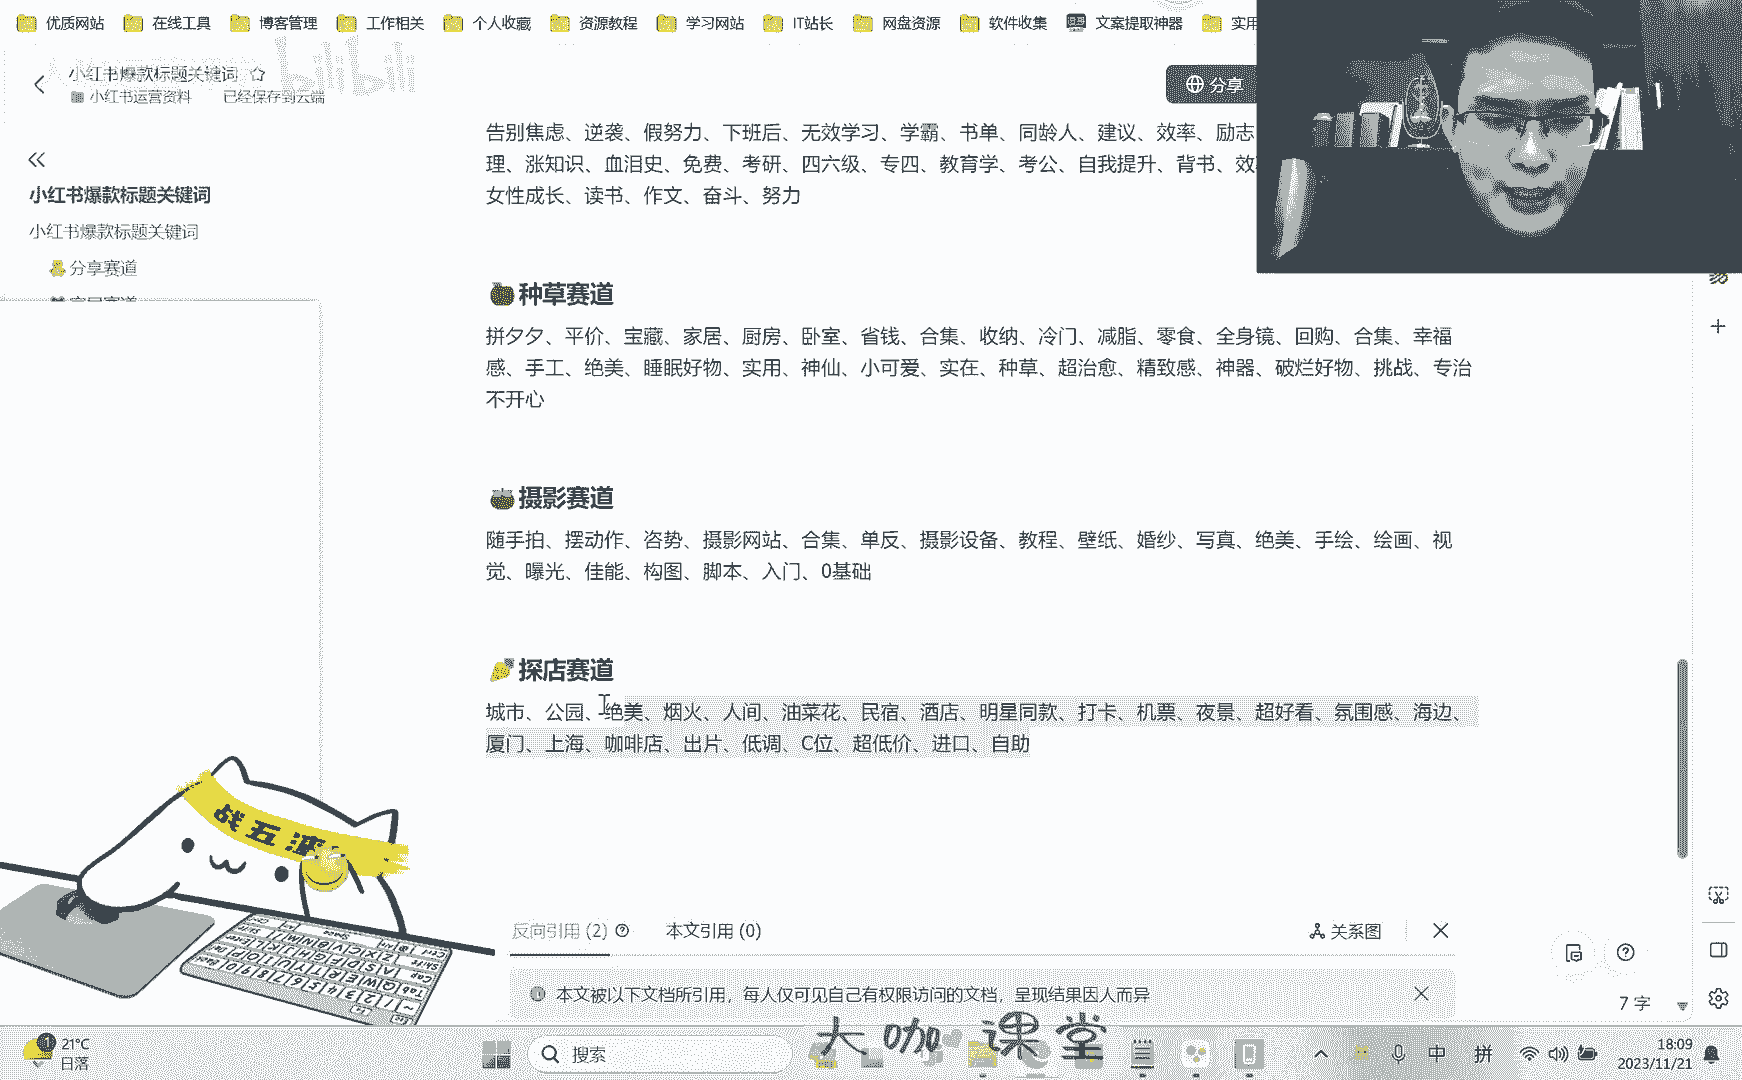 优质网站 在线工具 博客管理 工作相关 个人收藏 资源教程 学习网站 IT站长 网盘资源 软件收集 文案提取神器 实用
bilibili
小红书爆款标题关键词
小红书运营资料 已经保存到云端
分享
小红书爆款标题关键词
小红书爆款标题关键词
分享赛道
告别焦虑、逆袭、假努力、下班后、无效学习、学霸、书单、同龄人、建议、效率、励志
理、涨知识、血泪史、免费、考研、四六级、专四、教育学、考公、自我提升、背书、效
女性成长、读书、作文、奋斗、努力
种草赛道
拼夕夕、平价、宝藏、家居、厨房、卧室、省钱、合集、收纳、冷门、减脂、零食、全身镜、回购、合集、幸福
感、手工、绝美、睡眠好物、实用、神仙、小可爱、实在、种草、超治愈、精致感、神器、破烂好物、挑战、专治
不开心
摄影赛道
随手拍、摆动作、咨势、摄影网站、合集、单反、摄影设备、教程、壁纸、婚纱、写真、绝美、手绘、绘画、视
觉、曝光、佳能、构图、脚本、入门、0基础
探店赛道
城市、公园、绝美、烟火、人间、油菜花、民宿、酒店、明星同款、打卡、机票、夜景、超好看、氛围感、海边、
厦门、上海、咖啡店、出片、低调、C位、超低价、进口、自助
战五渣
反向引用 (2) 本文引用 (0) 关系图
本文被以下文档所引用，每人仅可见自己有权限访问的文档，呈现结果因人而异
7 字
大咖课堂
21°C
日落
搜索
中 拼
18:09
2023/11/21